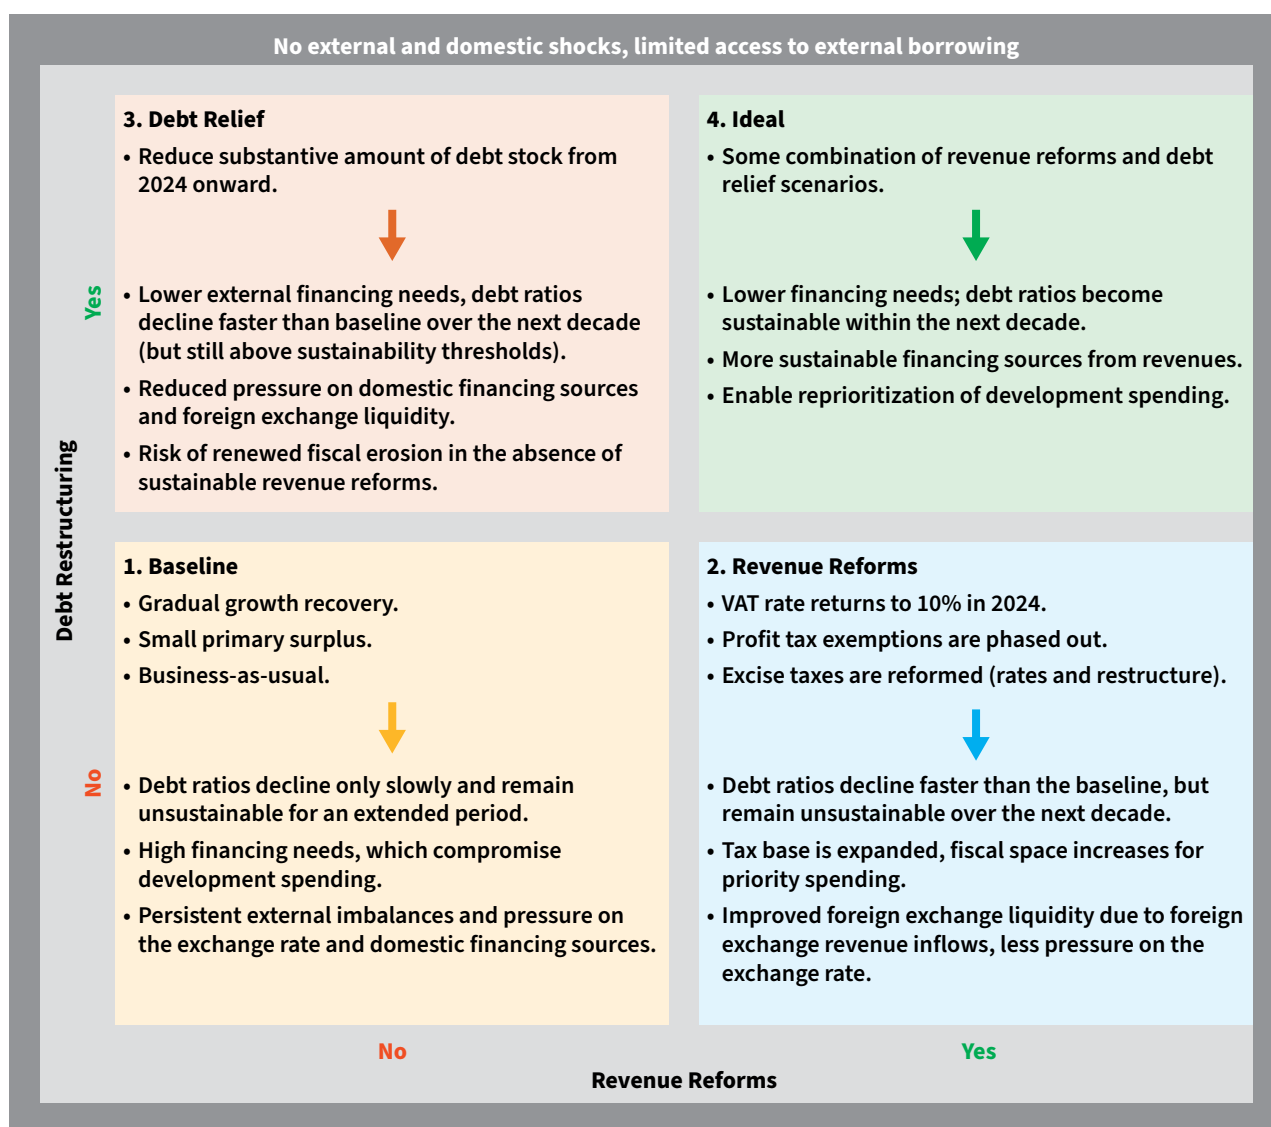 No external and domestic shocks, limited access to external borrowing
3. Debt Relief
• Reduce substantive amount of debt stock from
2024 onward.
• Lower external financing needs, debt ratios
decline faster than baseline over the next decade
(but still above sustainability thresholds).
• Reduced pressure on domestic financing sources
and foreign exchange liquidity.
• Risk of renewed fiscal erosion in the absence of
sustainable revenue reforms.
4. Ideal
• Some combination of revenue reforms and debt
relief scenarios.
• Lower financing needs; debt ratios become
sustainable within the next decade.
• More sustainable financing sources from revenues.
• Enable reprioritization of development spending.
Yes
Debt Restructuring
No
1. Baseline
• Gradual growth recovery.
• Small primary surplus.
• Business-as-usual.
• Debt ratios decline only slowly and remain
unsustainable for an extended period.
• High financing needs, which compromise
development spending.
• Persistent external imbalances and pressure on
the exchange rate and domestic financing sources.
2. Revenue Reforms
• VAT rate returns to 10% in 2024.
• Profit tax exemptions are phased out.
• Excise taxes are reformed (rates and restructure).
• Debt ratios decline faster than the baseline, but
remain unsustainable over the next decade.
• Tax base is expanded, fiscal space increases for
priority spending.
• Improved foreign exchange liquidity due to foreign
exchange revenue inflows, less pressure on the
exchange rate.
No
Yes
Revenue Reforms